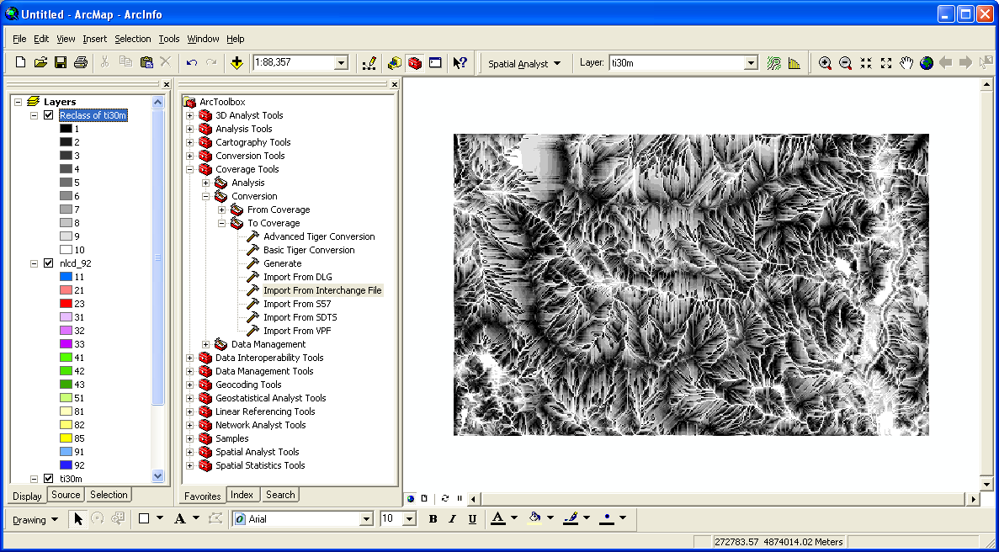 Untitled - ArcMap - ArcInfo
File Edit View Insert Selection Tools Window Help
1:88,357
Spatial Analyst
Layer: ti30m
Layers
Reclass of ti30m
1
2
3
4
5
6
7
8
9
10
nlcd_92
11
21
23
31
32
33
41
42
43
51
81
82
85
91
92
ti30m
Display Source Selection
ArcToolbox
3D Analyst Tools
Analysis Tools
Cartography Tools
Conversion Tools
Coverage Tools
Analysis
Conversion
From Coverage
To Coverage
Advanced Tiger Conversion
Basic Tiger Conversion
Generate
Import From DLG
Import From Interchange File
Import From S57
Import From SDTS
Import From VPF
Data Management
Data Interoperability Tools
Data Management Tools
Geocoding Tools
Geostatistical Analyst Tools
Linear Referencing Tools
Network Analyst Tools
Samples
Spatial Analyst Tools
Spatial Statistics Tools
Favorites Index Search
Drawing A Arial 10 B I U A
272783.57 4874014.02 Meters